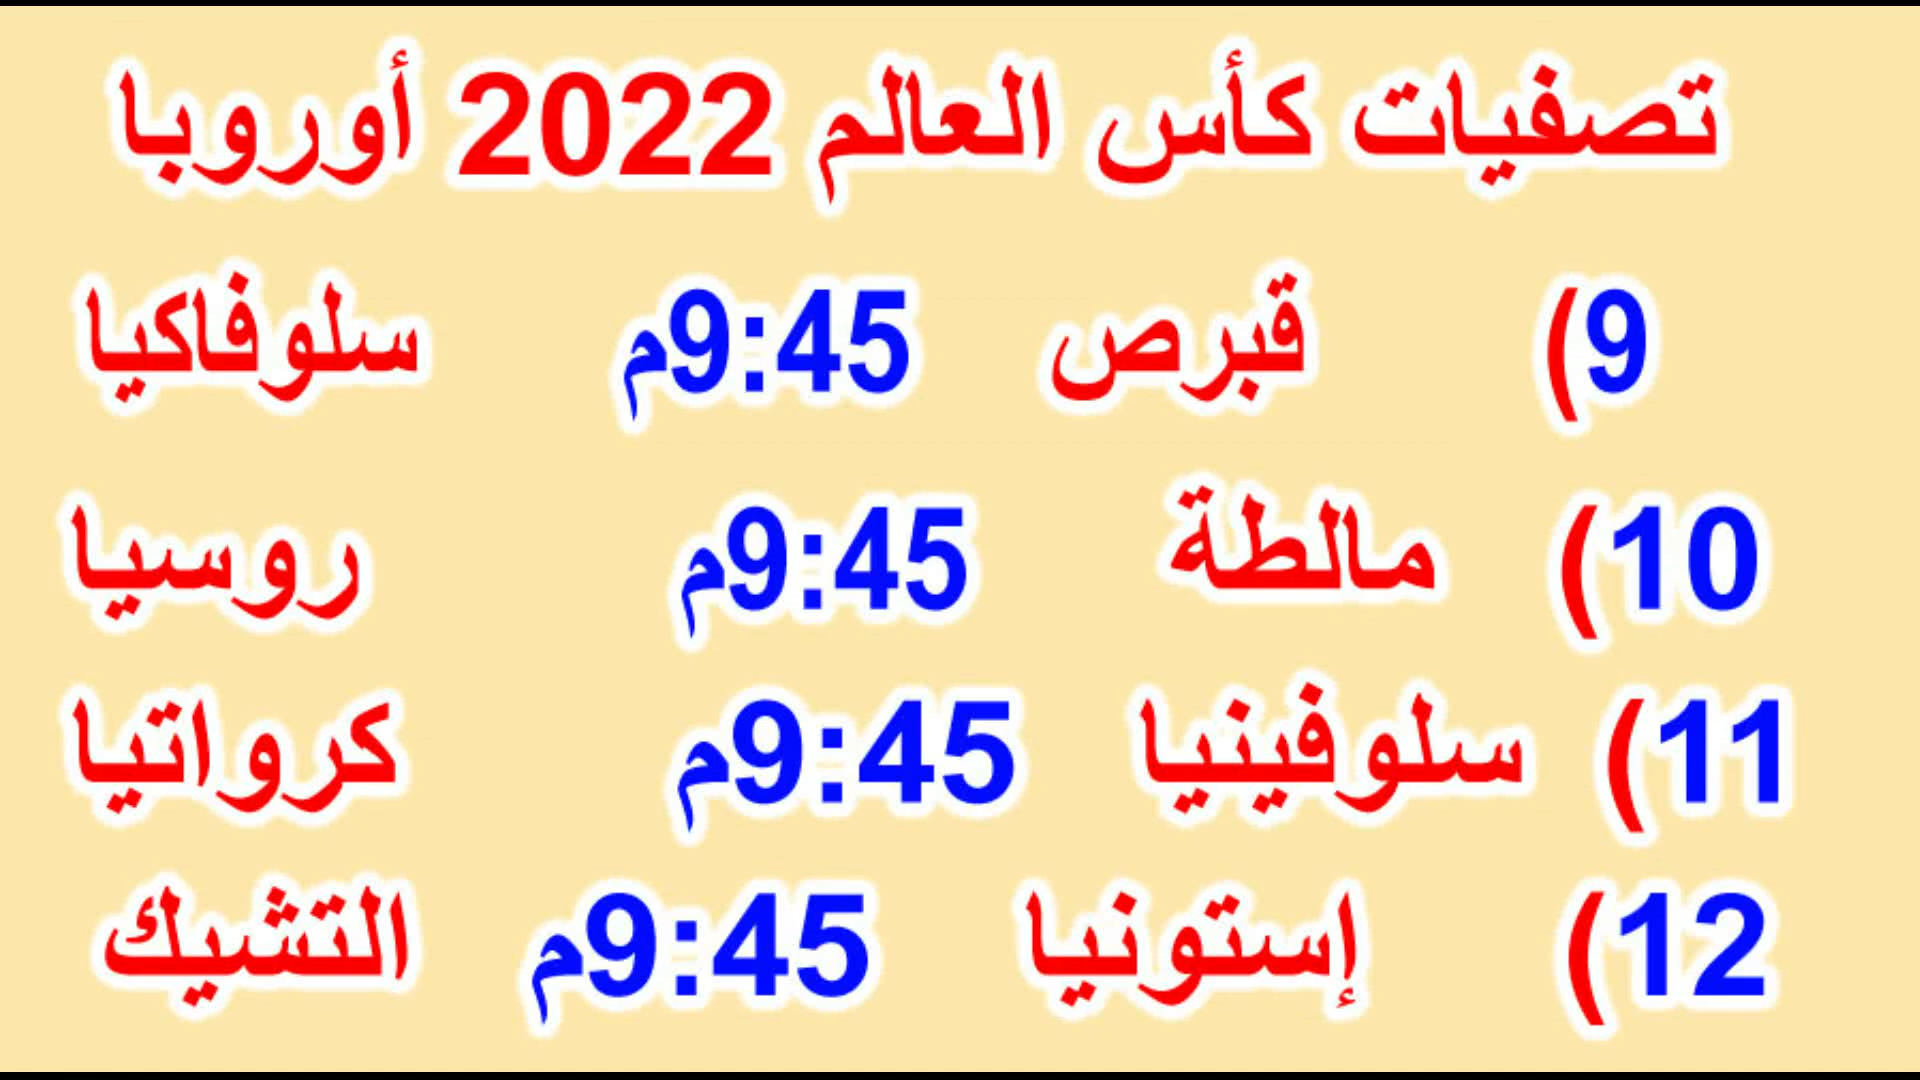 تصفيات كأس العالم 2022 أوروبا
9) قبرص 9:45م سلوفاكيا
10) مالطة 9:45م روسيا
11) سلوفينيا 9:45م كرواتيا
12) إستونيا 9:45م التشيك